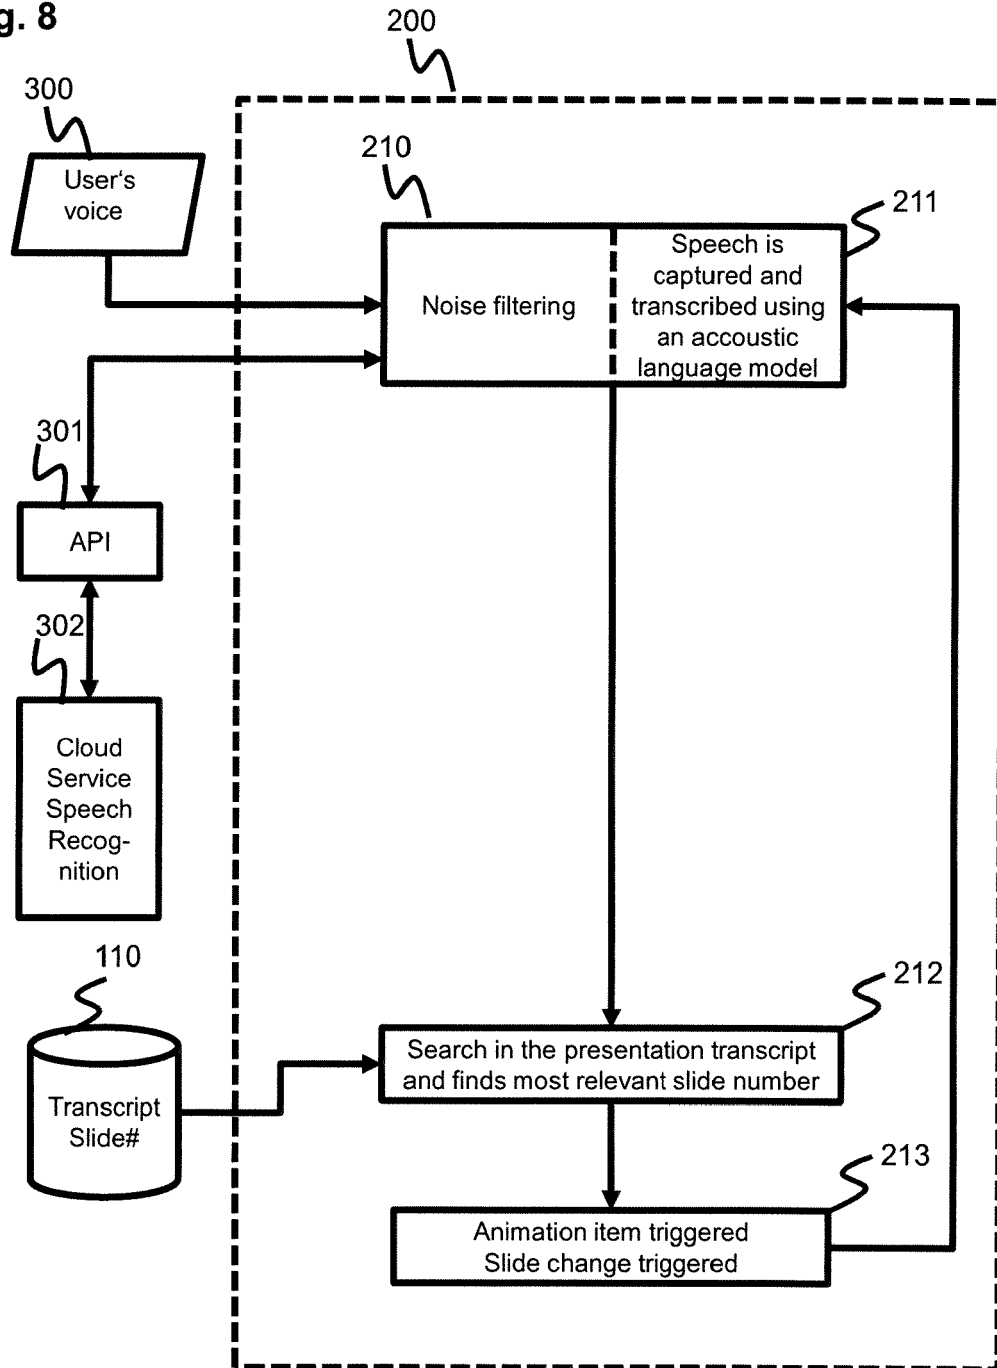 g. 8
200
300
User's
voice
210
211
Noise filtering
Speech is
captured and
transcribed using
an accoustic
language model
301
API
302
Cloud
Service
Speech
Recog-
nition
110
Transcript
Slide#
212
Search in the presentation transcript
and finds most relevant slide number
213
Animation item triggered
Slide change triggered